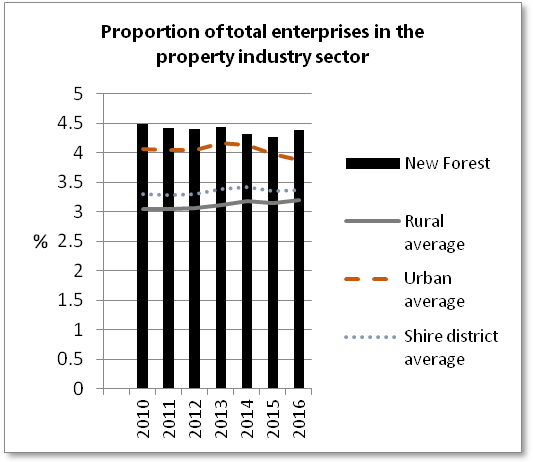 Proportion of total enterprises in the
property industry sector
5
4.5
4
3.5
3
% 2.5
2
1.5
1
0.5
0
2010
2011
2012
2013
2014
2015
2016
New Forest
Rural
average
Urban
average
Shire district
average